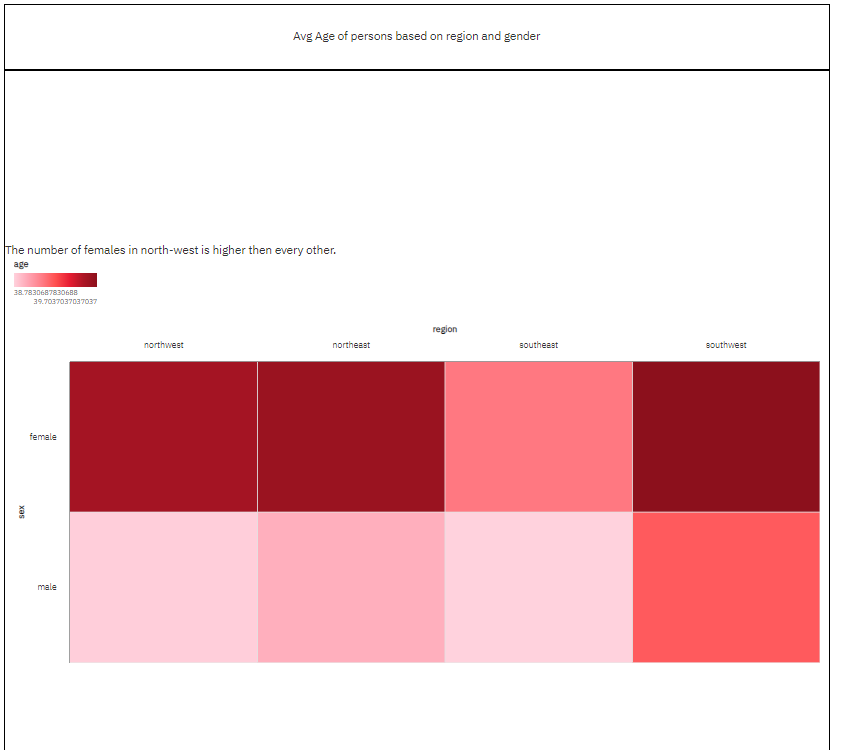 Avg Age of persons based on region and gender
The number of females in north-west is higher then every other.
age
38.7830687830688
39.7037037037037
region
northwest northeast southeast southwest
female
sex
male